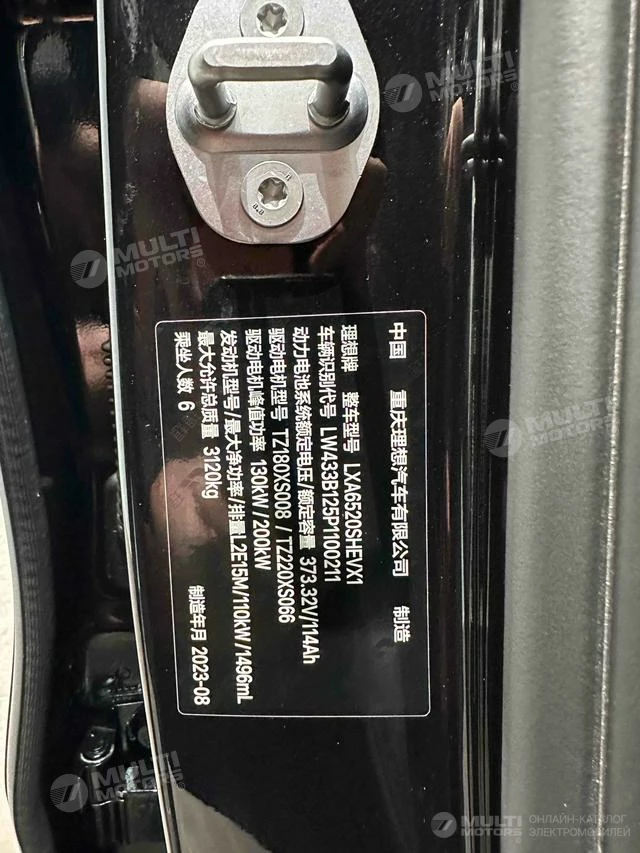 中国 重庆理想汽车有限公司 制造
理想牌 整车型号 LXA6520SHEVX1
车辆识别代号 LW433B125P1100211
动力电池系统额定电压/额定容量 373.32V/114Ah
驱动电机型号 TZ180XS008 / TZ220XS066
驱动电机峰值功率 130kW/200kW
发动机型号/最大净功率/排量L2E15M/110kW/1496mL
最大允许总质量 3120kg
乘坐人数 6 制造年月 2023-08
8.8
MULTI
MOTORS®
MULTI
MOTORS®
MULTI
MOTORS®
MULTI
MOTORS®
MULTI
MOTORS
ОНЛАЙН-КАТАЛОГ
ЭЛЕКТРОМОБИЛЕЙ